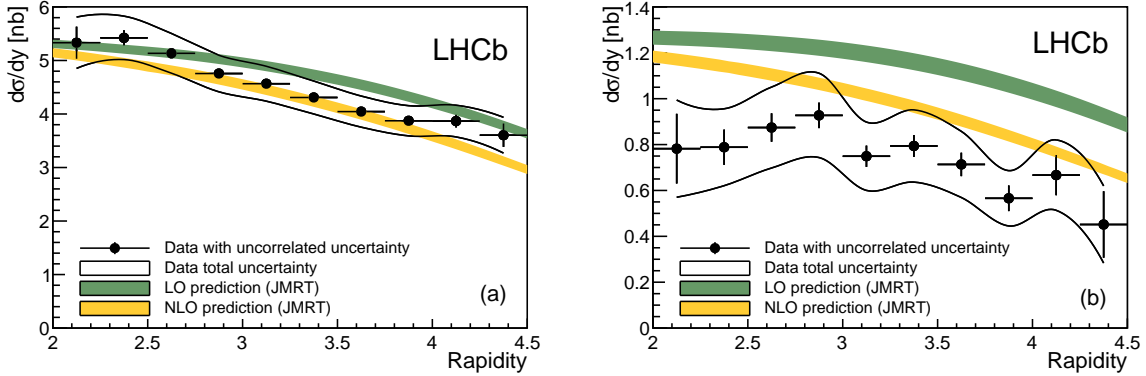 dσ/dy [nb]
6
5
4
3
2
1
0
LHCb
Data with uncorrelated uncertainty
Data total uncertainty
LO prediction (JMRT)
NLO prediction (JMRT)
(a)
2 2.5 3 3.5 4 4.5
Rapidity
dσ/dy [nb]
1.4
1.2
1
0.8
0.6
0.4
0.2
0
LHCb
Data with uncorrelated uncertainty
Data total uncertainty
LO prediction (JMRT)
NLO prediction (JMRT)
(b)
2 2.5 3 3.5 4 4.5
Rapidity